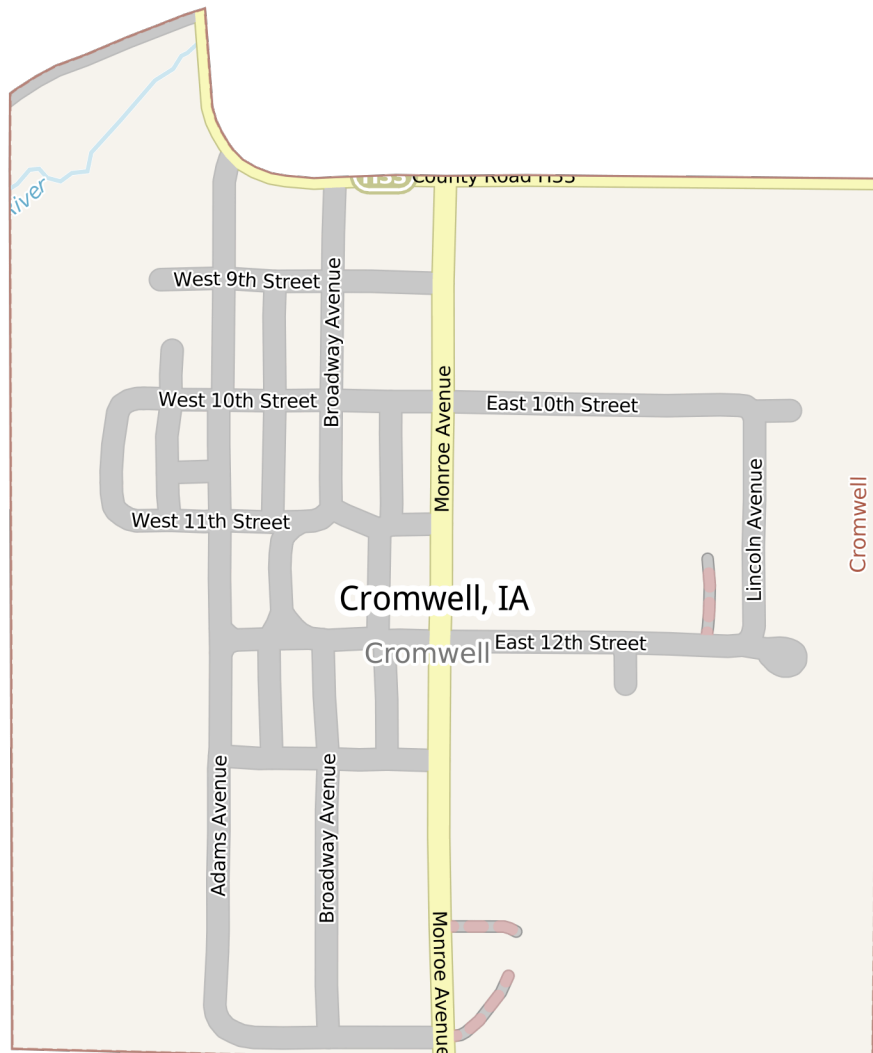 H33
County Road H33
iver
West 9th Street
Broadway Avenue
West 10th Street
Monroe Avenue
East 10th Street
Lincoln Avenue
Cromwell
West 11th Street
Cromwell, IA
Cromwell
East 12th Street
Adams Avenue
Broadway Avenue
Monroe Avenue